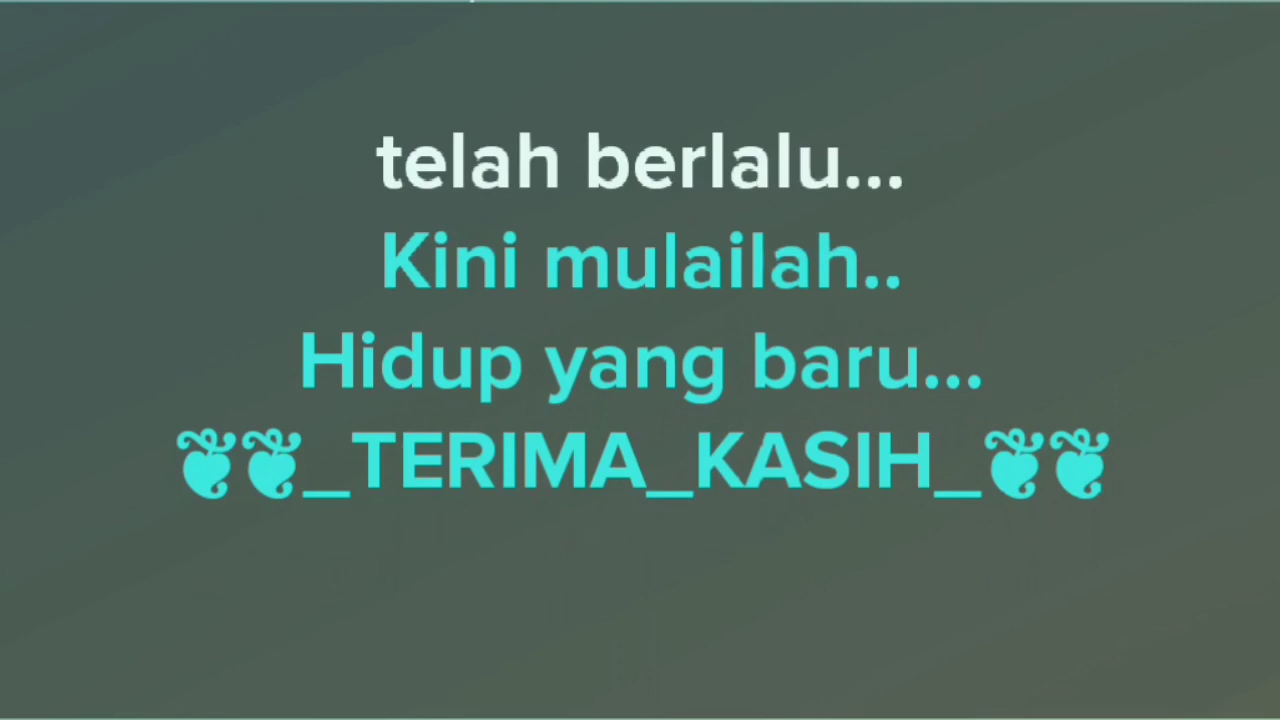 telah berlalu...
Kini mulailah..
Hidup yang baru...
❦❦_TERIMA_KASIH_❦❦